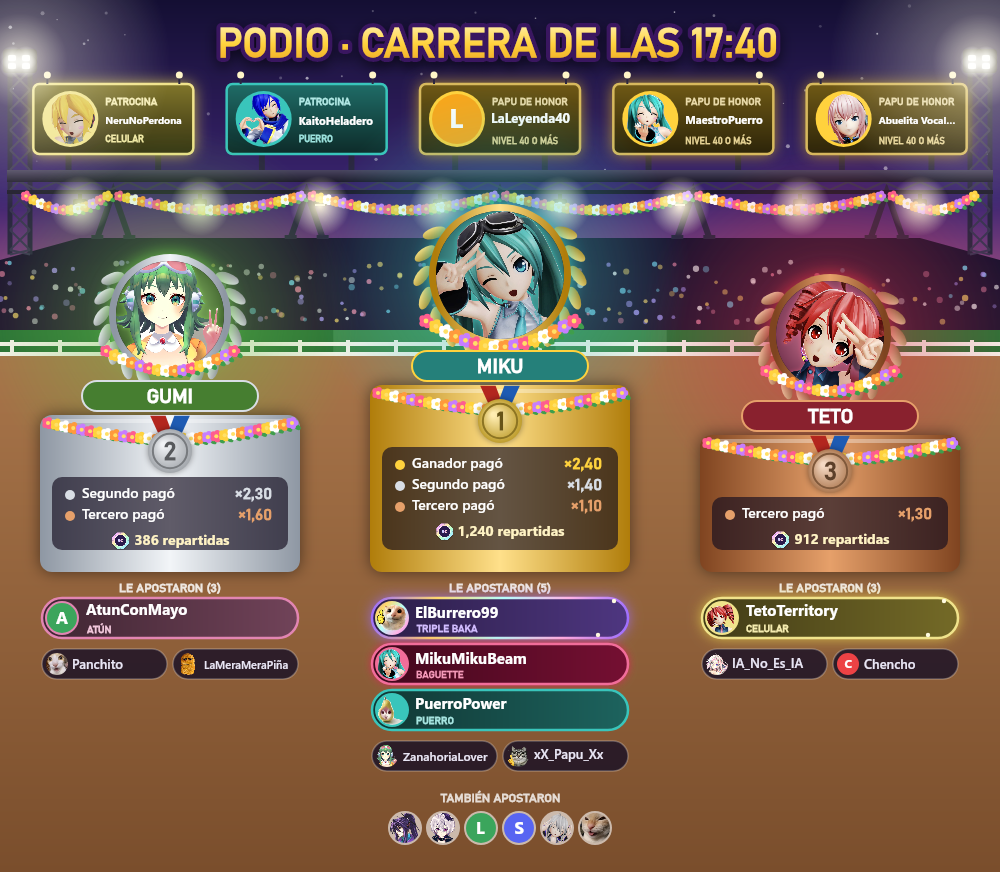 PODIO · CARRERA DE LAS 17:40
PATROCINA
NeruNoPerdona
CELULAR
PATROCINA
KaitoHeladero
PUERRO
L
PAPU DE HONOR
LaLeyenda40
NIVEL 40 O MÁS
PAPU DE HONOR
MaestroPuerro
NIVEL 40 O MÁS
PAPU DE HONOR
Abuelita Vocal...
NIVEL 40 O MÁS
GUMI
2
Segundo pagó ×2,30
Tercero pagó ×1,60
386 repartidas
LE APOSTARON (3)
A
AtunConMayo
ATÚN
Panchito
LaMeraMeraPiña
MIKU
1
Ganador pagó ×2,40
Segundo pagó ×1,40
Tercero pagó ×1,10
1,240 repartidas
LE APOSTARON (5)
ElBurrero99
TRIPLE BAKA
MikuMikuBeam
BAGUETTE
PuerroPower
PUERRO
ZanahoriaLover
xX_Papu_Xx
TETO
3
Tercero pagó ×1,30
912 repartidas
LE APOSTARON (3)
TetoTerritory
CELULAR
IA_No_Es_IA
C
Chencho
TAMBIÉN APOSTARON
L
S